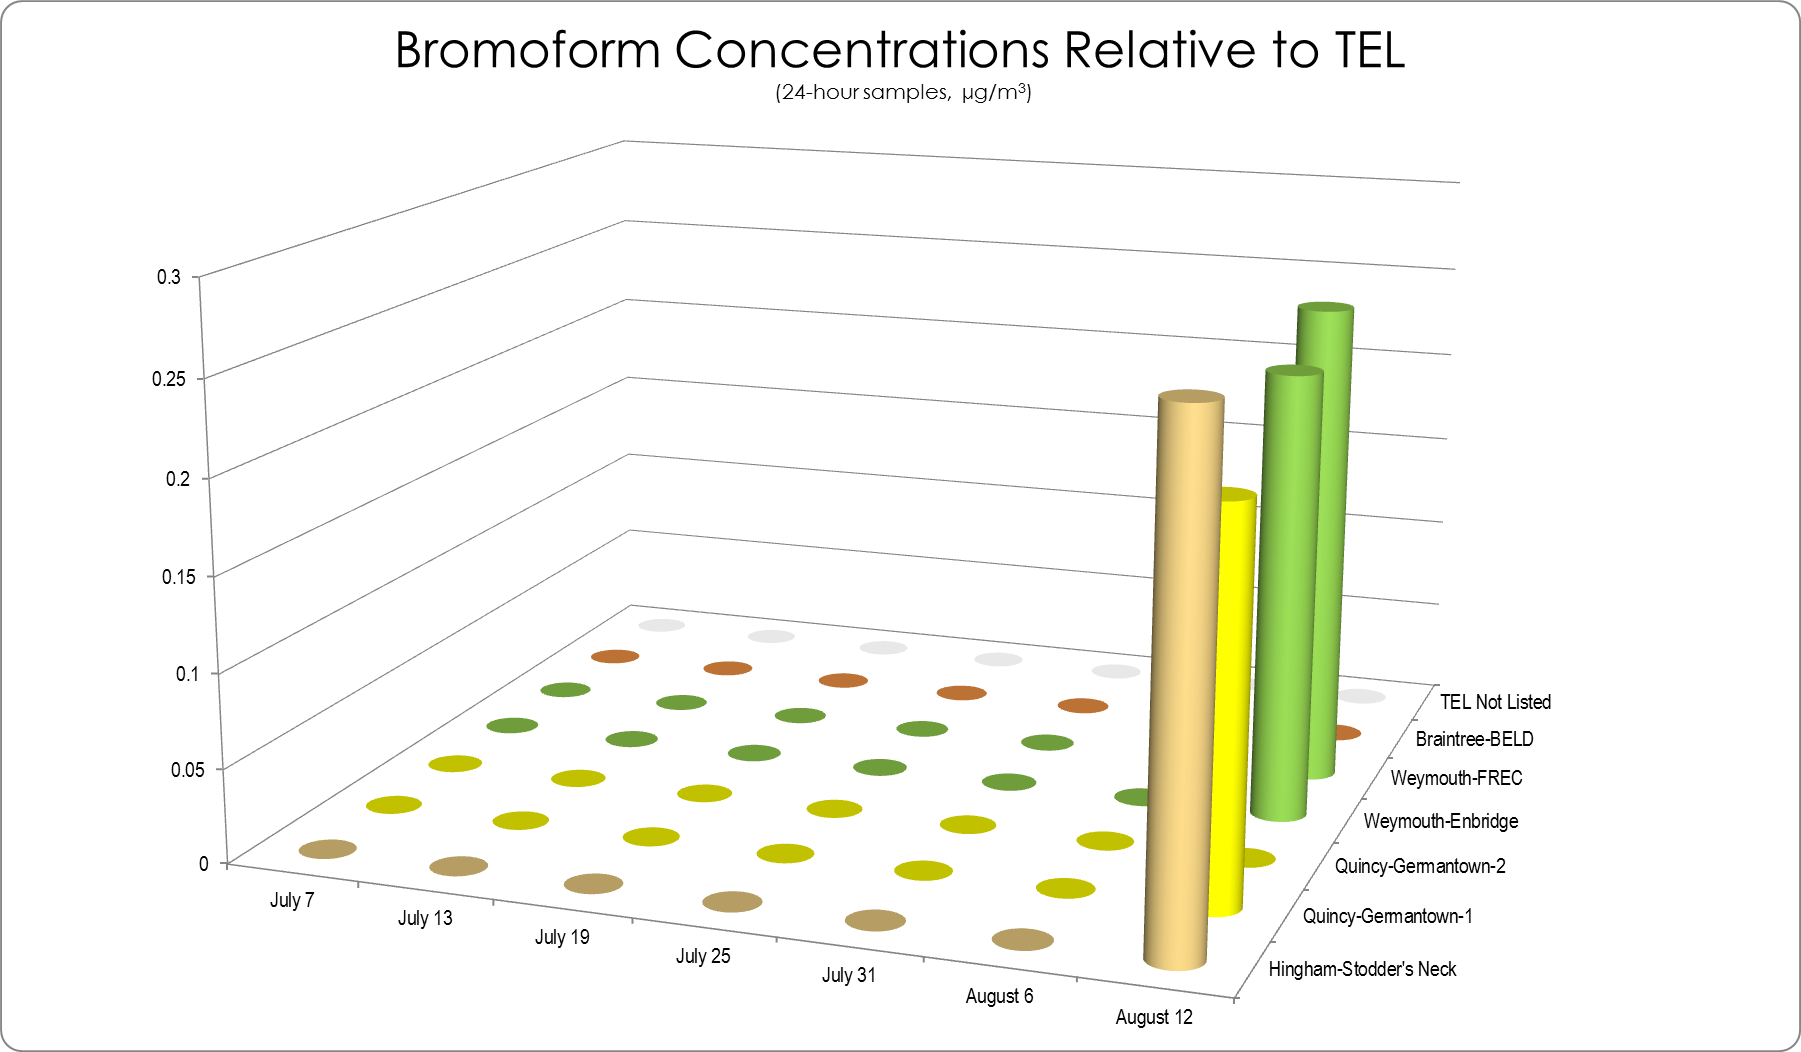 Bromoform Concentrations Relative to TEL
(24-hour samples, µg/m³)
0.3
0.25
0.2
0.15
0.1
0.05
0
July 7
July 13
July 19
July 25
July 31
August 6
August 12
TEL Not Listed
Braintree-BELD
Weymouth-FREC
Weymouth-Enbridge
Quincy-Germantown-2
Quincy-Germantown-1
Hingham-Stodder's Neck